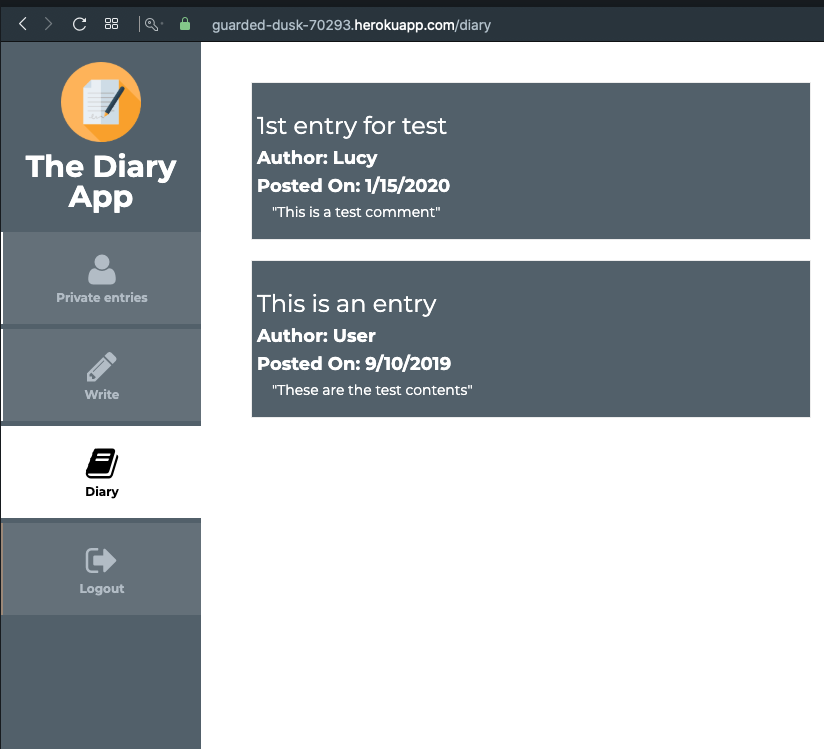 guarded-dusk-70293.herokuapp.com/diary
The Diary
App
Private entries
Write
Diary
Logout
1st entry for test
Author: Lucy
Posted On: 1/15/2020
"This is a test comment"
This is an entry
Author: User
Posted On: 9/10/2019
"These are the test contents"